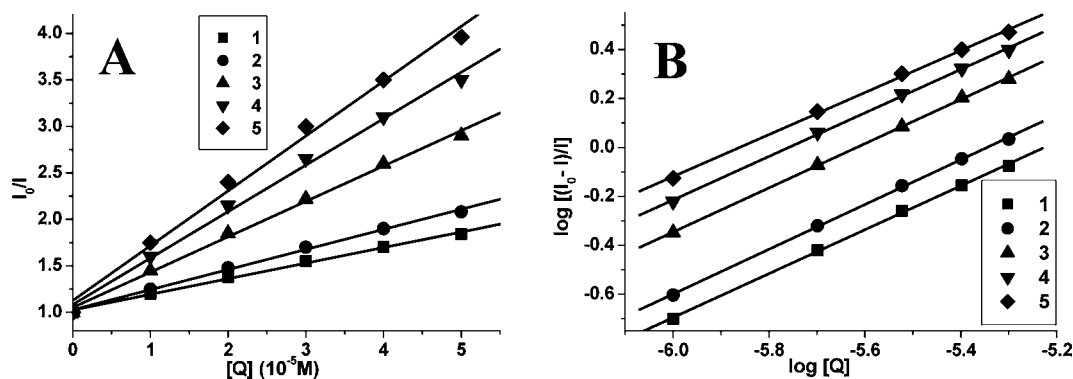 A
1
2
3
4
5
I₀/I
4.0
3.5
3.0
2.5
2.0
1.5
1.0
0 1 2 3 4 5
[Q] (10⁻⁵M)
B
log [(I₀- I)/I]
0.4
0.2
0.0
-0.2
-0.4
-0.6
1
2
3
4
5
-6.0 -5.8 -5.6 -5.4 -5.2
log [Q]